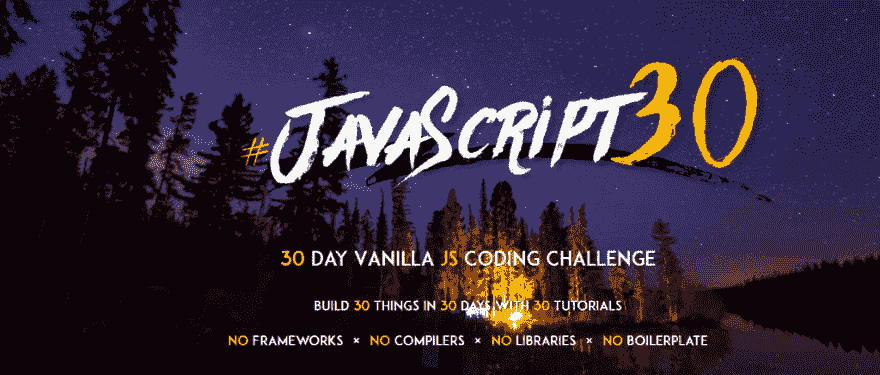 #JAVASCRIPT30
30 DAY VANILLA JS CODING CHALLENGE
BUILD 30 THINGS IN 30 DAYS WITH 30 TUTORIALS
NO FRAMEWORKS × NO COMPILERS × NO LIBRARIES × NO BOILERPLATE